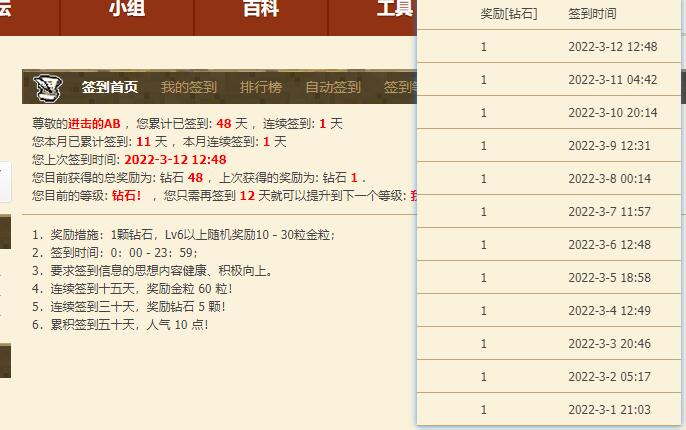 坛 小组 百科 工具
签到首页 我的签到 排行榜 自动签到 签到等
尊敬的进击的AB ，您累计已签到: 48 天 ，连续签到: 1 天
您本月已累计签到: 11 天 ，本月连续签到: 1 天
您上次签到时间: 2022-3-12 12:48
您目前获得的总奖励为: 钻石 48 ，上次获得的奖励为: 钻石 1 .
您目前的等级: 钻石! ，您只需再签到 12 天就可以提升到下一个等级:
1. 奖励措施: 1颗钻石, Lv6以上随机奖励10 - 30粒金粒;
2. 签到时间: 0: 00 - 23: 59;
3. 要求签到信息的思想内容健康、积极向上。
4. 连续签到十五天, 奖励金粒 60 粒!
5. 连续签到三十天, 奖励钻石 5 颗!
6. 累积签到五十天, 人气 10 点!
奖励[钻石] 签到时间
1 2022-3-12 12:48
1 2022-3-11 04:42
1 2022-3-10 20:14
1 2022-3-9 12:31
1 2022-3-8 00:14
1 2022-3-7 11:57
1 2022-3-6 12:48
1 2022-3-5 18:58
1 2022-3-4 12:49
1 2022-3-3 20:46
1 2022-3-2 05:17
1 2022-3-1 21:03